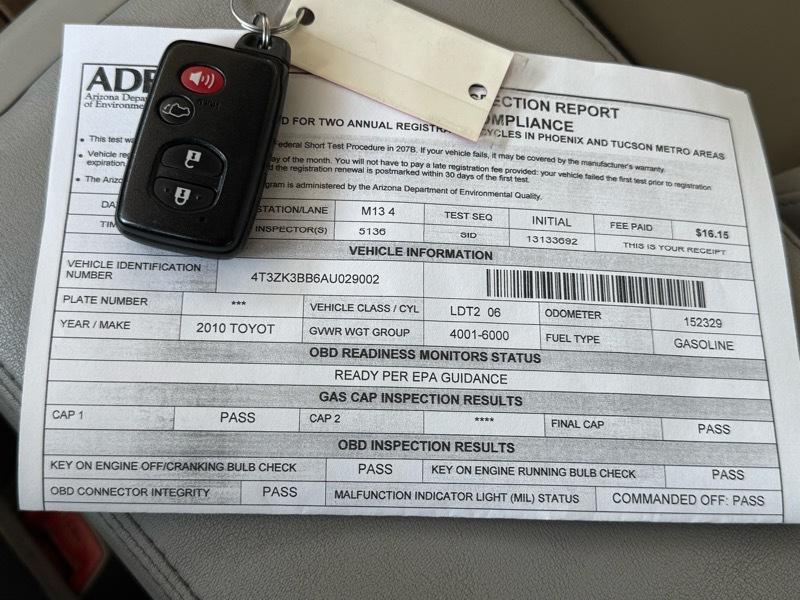 Arizona
of Environmen
ECTION REPORT
MPLIANCE
D FOR TWO ANNUAL REGISTRA CYCLES IN PHOENIX AND TUCSON METRO AREAS
• This test wa Federal Short Test Procedure in 207B. If your vehicle fails, it may be covered by the manufacturer's warranty.
• Vehicle re ay of the month. You will not have to pay a late registration fee provided: your vehicle failed the first test prior to registration
expiration. d the registration renewal is postmarked within 30 days of the first test.
• The Ariz gram is administered by the Arizona Department of Environmental Quality.
DA STATION/LANE M13 4 TEST SEQ INITIAL FEE PAID $16.15
TIM INSPECTOR(S) 5136 SID 13133692 THIS IS YOUR RECEIPT
VEHICLE INFORMATION
VEHICLE IDENTIFICATION
NUMBER 4T3ZK3BB6AU029002
PLATE NUMBER *** VEHICLE CLASS / CYL LDT2 06 ODOMETER 152329
YEAR / MAKE 2010 TOYOT GVWR WGT GROUP 4001-6000 FUEL TYPE GASOLINE
OBD READINESS MONITORS STATUS
READY PER EPA GUIDANCE
GAS CAP INSPECTION RESULTS
CAP 1 PASS CAP 2 **** FINAL CAP PASS
OBD INSPECTION RESULTS
KEY ON ENGINE OFF/CRANKING BULB CHECK PASS KEY ON ENGINE RUNNING BULB CHECK PASS
OBD CONNECTOR INTEGRITY PASS MALFUNCTION INDICATOR LIGHT (MIL) STATUS COMMANDED OFF: PASS